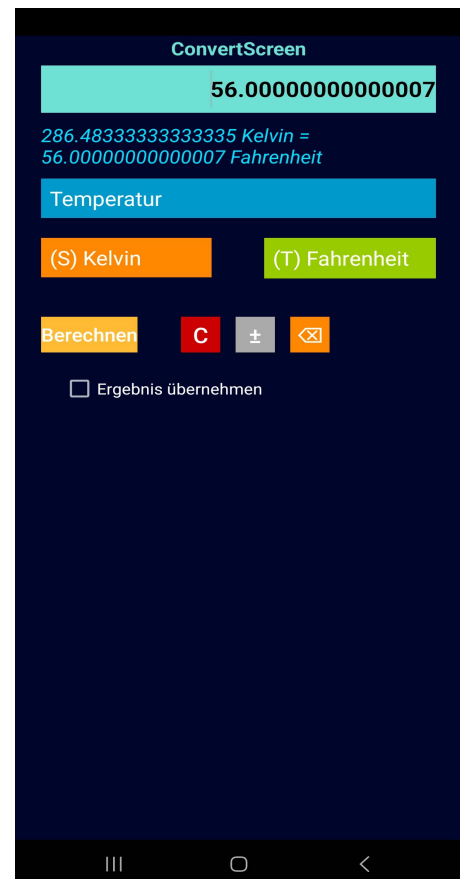 ConvertScreen
56.00000000000007
286.48333333333335 Kelvin =
56.00000000000007 Fahrenheit
Temperatur
(S) Kelvin (T) Fahrenheit
Berechnen C ± ⌫
Ergebnis übernehmen